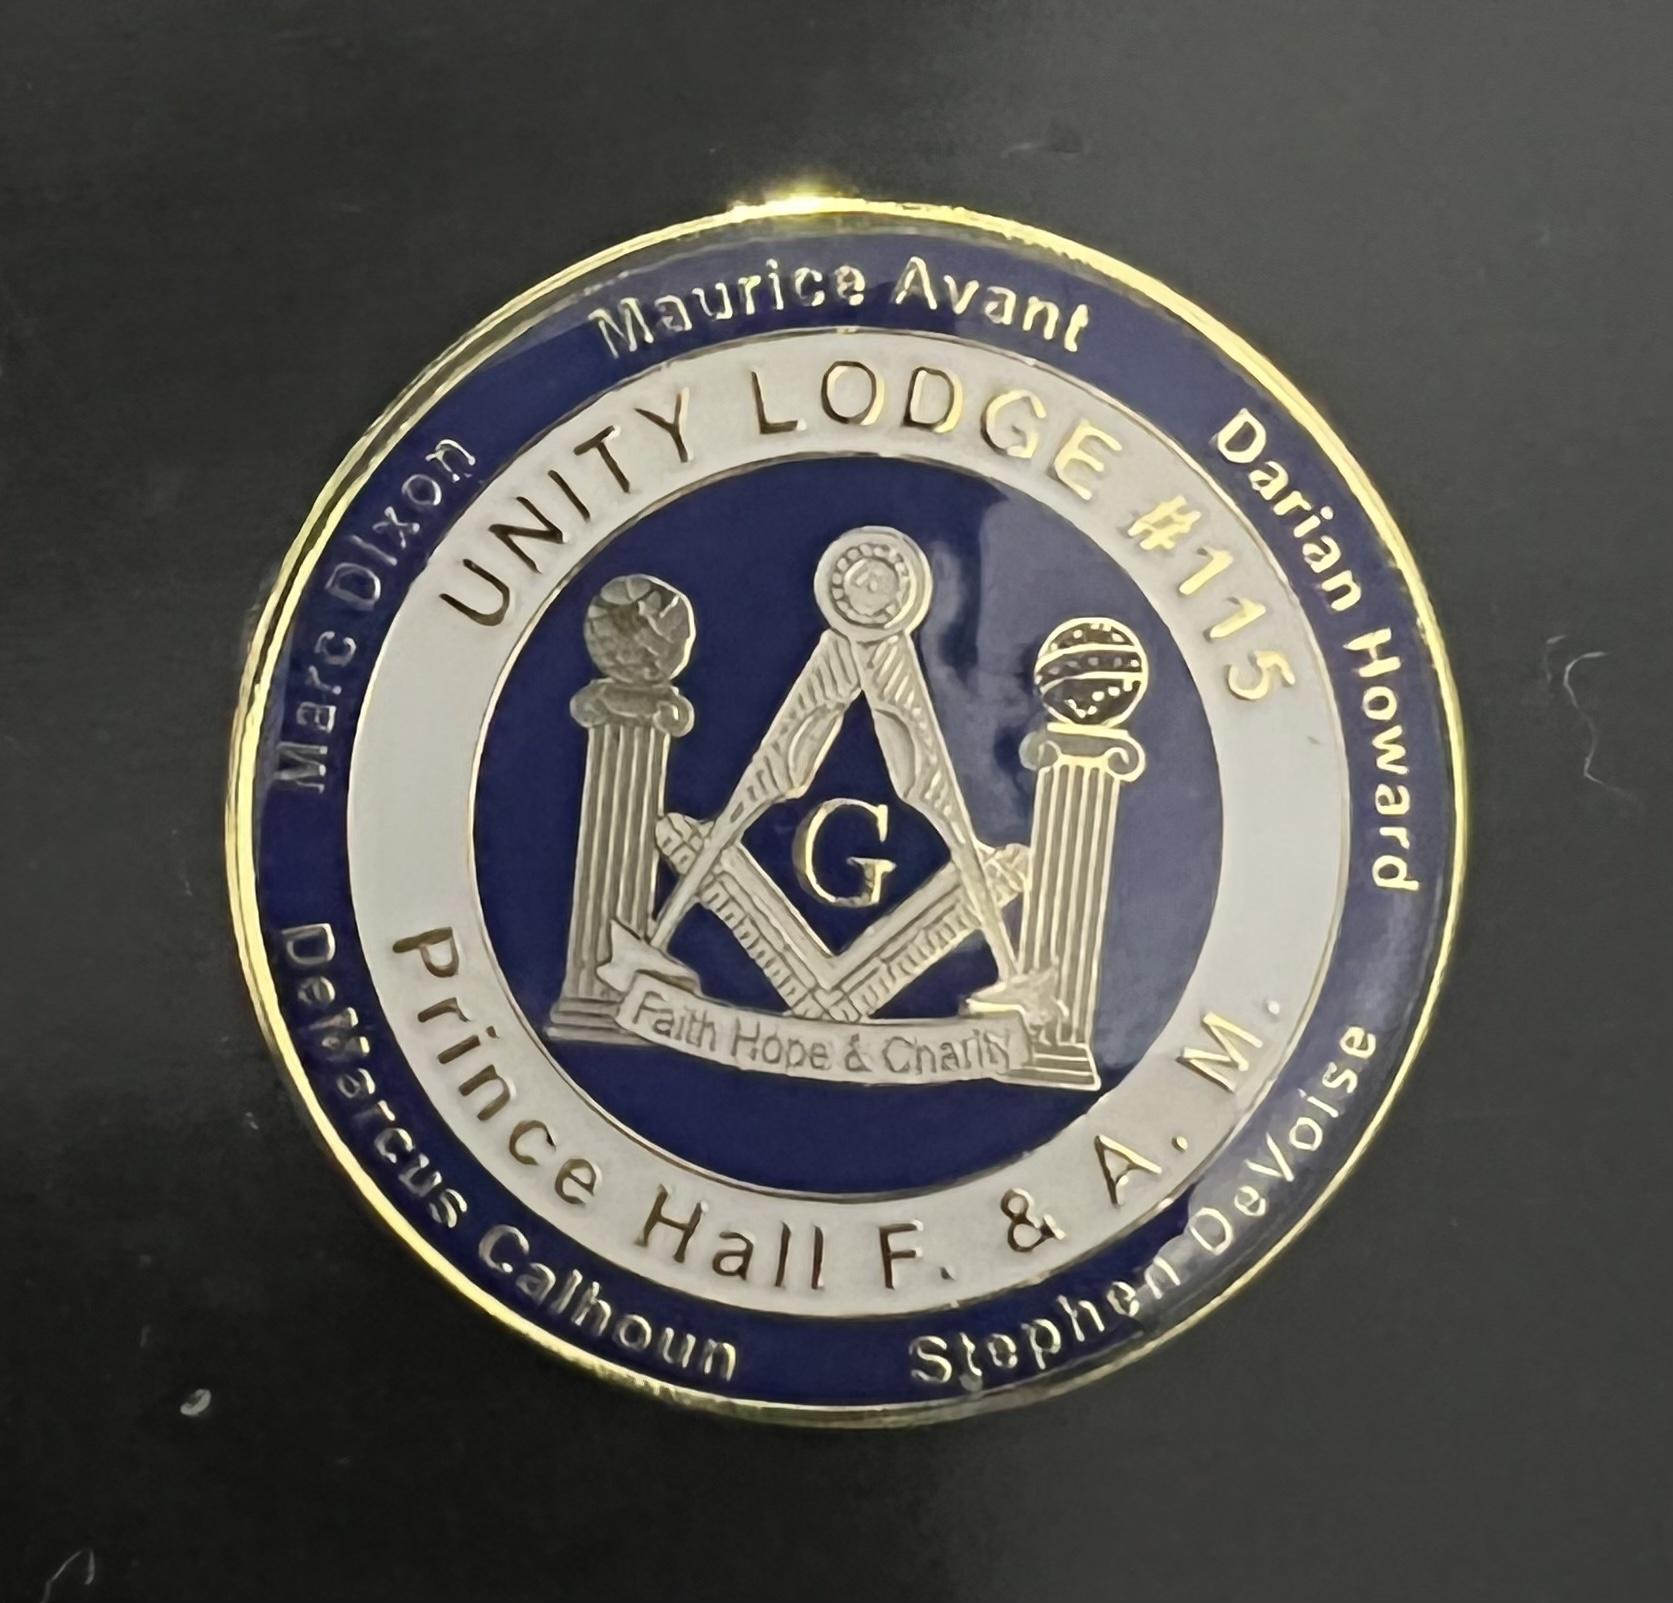 Maurice Avant
Darian Howard
Stephen DeVoise
DeMarcus Calhoun
Marc Dixon
UNITY LODGE #115
Prince Hall F. & A. M.
G
Faith Hope & Charity